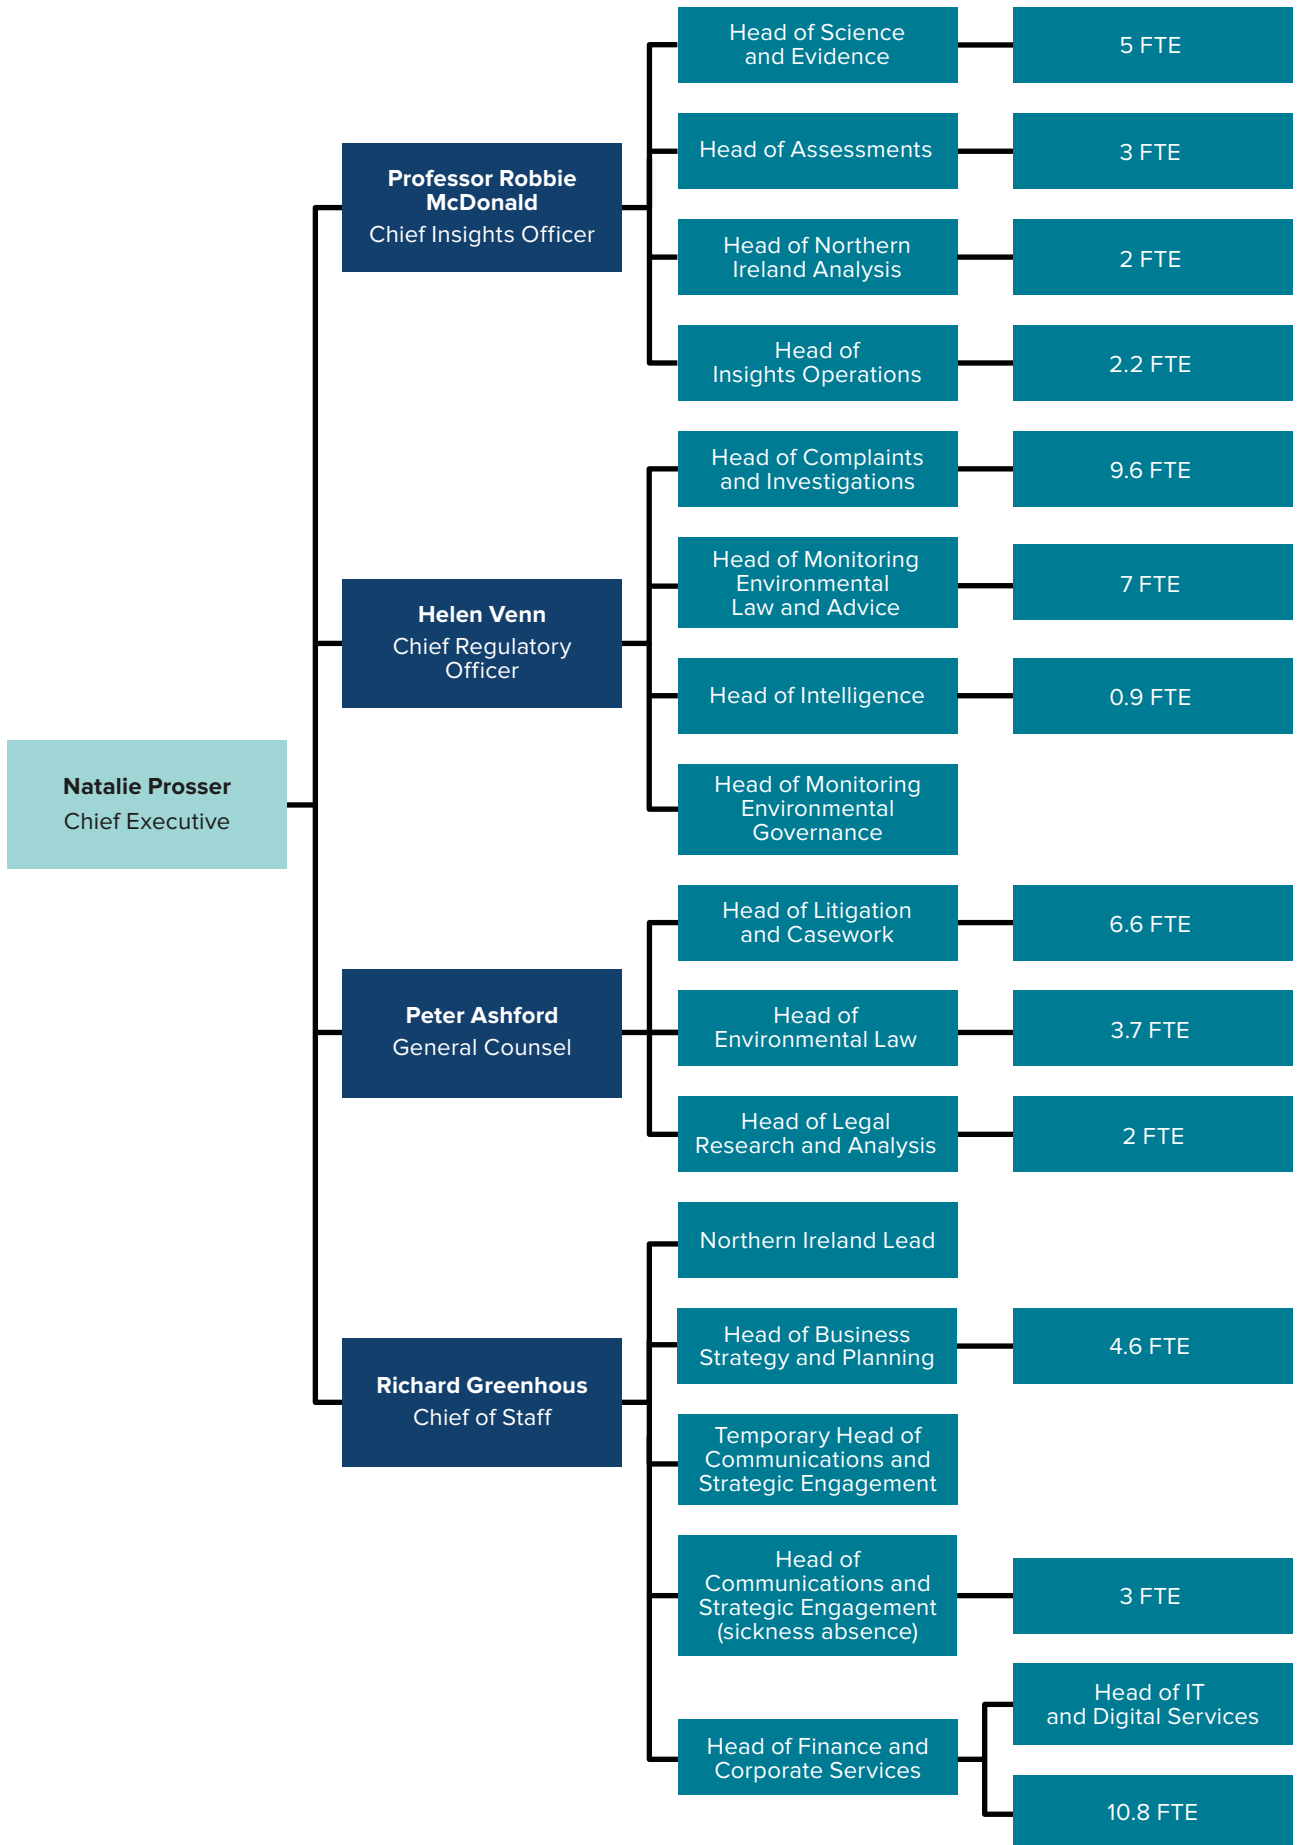 Head of Science
and Evidence
5 FTE
Head of Assessments
3 FTE
Professor Robbie
McDonald
Chief Insights Officer
Head of Northern
Ireland Analysis
2 FTE
Head of
Insights Operations
2.2 FTE
Head of Complaints
and Investigations
9.6 FTE
Head of Monitoring
Environmental
Law and Advice
7 FTE
Helen Venn
Chief Regulatory
Officer
Head of Intelligence
0.9 FTE
Natalie Prosser
Chief Executive
Head of Monitoring
Environmental
Governance
Head of Litigation
and Casework
6.6 FTE
Peter Ashford
General Counsel
Head of
Environmental Law
3.7 FTE
Head of Legal
Research and Analysis
2 FTE
Northern Ireland Lead
Head of Business
Strategy and Planning
4.6 FTE
Richard Greenhous
Chief of Staff
Temporary Head of
Communications and
Strategic Engagement
Head of
Communications and
Strategic Engagement
(sickness absence)
3 FTE
Head of Finance and
Corporate Services
Head of IT
and Digital Services
10.8 FTE